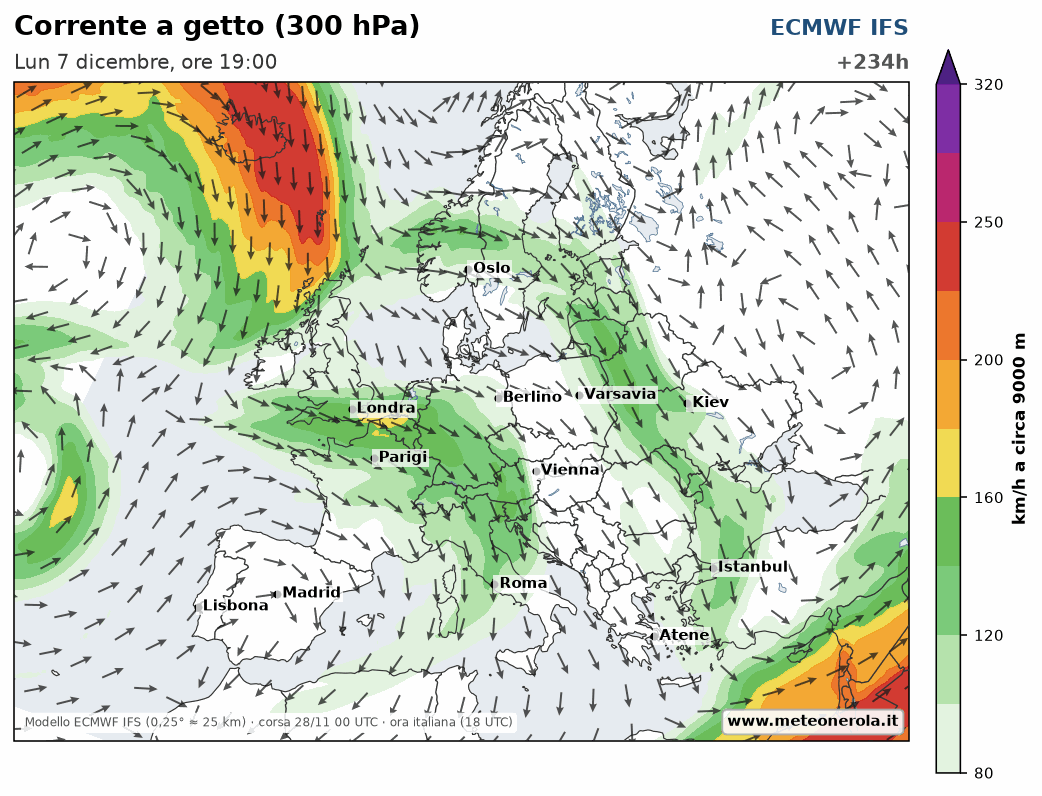 Corrente a getto (300 hPa)
ECMWF IFS
Lun 7 dicembre, ore 19:00
+234h
320
250
200
160
120
80
km/h a circa 9000 m
Oslo
Berlino
Varsavia
Kiev
Londra
Parigi
Vienna
Istanbul
Roma
Madrid
Lisbona
Atene
Modello ECMWF IFS (0,25° ≈ 25 km) · corsa 28/11 00 UTC · ora italiana (18 UTC)
www.meteonerola.it